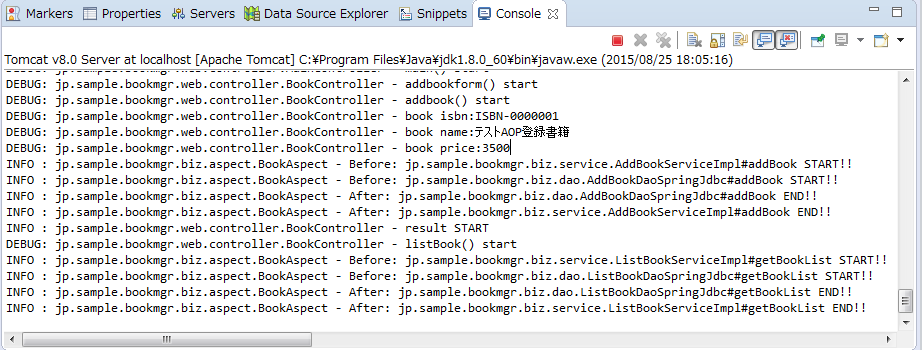 Markers Properties Servers Data Source Explorer Snippets Console
Tomcat v8.0 Server at localhost [Apache Tomcat] C:¥Program Files¥Java¥jdk1.8.0_60¥bin¥javaw.exe (2015/08/25 18:05:16)
DEBUG: jp.sample.bookmgr.web.controller.BookController - addbookform() start
DEBUG: jp.sample.bookmgr.web.controller.BookController - addbook() start
DEBUG: jp.sample.bookmgr.web.controller.BookController - book isbn:ISBN-0000001
DEBUG: jp.sample.bookmgr.web.controller.BookController - book name:テストAOP登録書籍
DEBUG: jp.sample.bookmgr.web.controller.BookController - book price:3500
INFO : jp.sample.bookmgr.biz.aspect.BookAspect - Before: jp.sample.bookmgr.biz.service.AddBookServiceImpl#addBook START!!
INFO : jp.sample.bookmgr.biz.aspect.BookAspect - Before: jp.sample.bookmgr.biz.dao.AddBookDaoSpringJdbc#addBook START!!
INFO : jp.sample.bookmgr.biz.aspect.BookAspect - After: jp.sample.bookmgr.biz.dao.AddBookDaoSpringJdbc#addBook END!!
INFO : jp.sample.bookmgr.biz.aspect.BookAspect - After: jp.sample.bookmgr.biz.service.AddBookServiceImpl#addBook END!!
DEBUG: jp.sample.bookmgr.web.controller.BookController - result START
DEBUG: jp.sample.bookmgr.web.controller.BookController - listBook() start
INFO : jp.sample.bookmgr.biz.aspect.BookAspect - Before: jp.sample.bookmgr.biz.service.ListBookServiceImpl#getBookList START!!
INFO : jp.sample.bookmgr.biz.aspect.BookAspect - Before: jp.sample.bookmgr.biz.dao.ListBookDaoSpringJdbc#getBookList START!!
INFO : jp.sample.bookmgr.biz.aspect.BookAspect - After: jp.sample.bookmgr.biz.dao.ListBookDaoSpringJdbc#getBookList END!!
INFO : jp.sample.bookmgr.biz.aspect.BookAspect - After: jp.sample.bookmgr.biz.service.ListBookServiceImpl#getBookList END!!